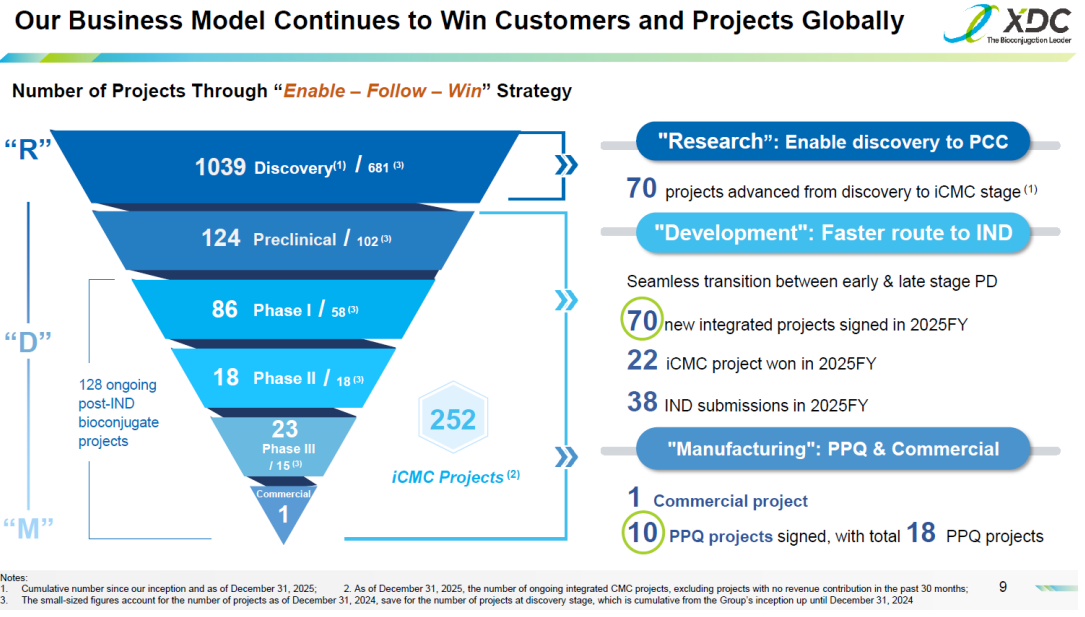 Our Business Model Continues to Win Customers and Projects Globally
XDC
The Bioconjugation Leader
Number of Projects Through “Enable – Follow – Win” Strategy
“R”
1039 Discovery(1) / 681 (3)
124 Preclinical / 102 (3)
86 Phase I / 58 (3)
“D”
18 Phase II / 18 (3)
128 ongoing
post-IND
bioconjugate
projects
23
Phase III
/ 15 (3)
Commercial
1
“M”
252
iCMC Projects (2)
"Research”: Enable discovery to PCC
70 projects advanced from discovery to iCMC stage (1)
"Development": Faster route to IND
Seamless transition between early & late stage PD
70 new integrated projects signed in 2025FY
22 iCMC project won in 2025FY
38 IND submissions in 2025FY
"Manufacturing": PPQ & Commercial
1 Commercial project
10 PPQ projects signed, with total 18 PPQ projects
Notes:
1. Cumulative number since our inception and as of December 31, 2025; 2. As of December 31, 2025, the number of ongoing integrated CMC projects, excluding projects with no revenue contribution in the past 30 months;
3. The small-sized figures account for the number of projects as of December 31, 2024, save for the number of projects at discovery stage, which is cumulative from the Group’s inception up until December 31, 2024
9